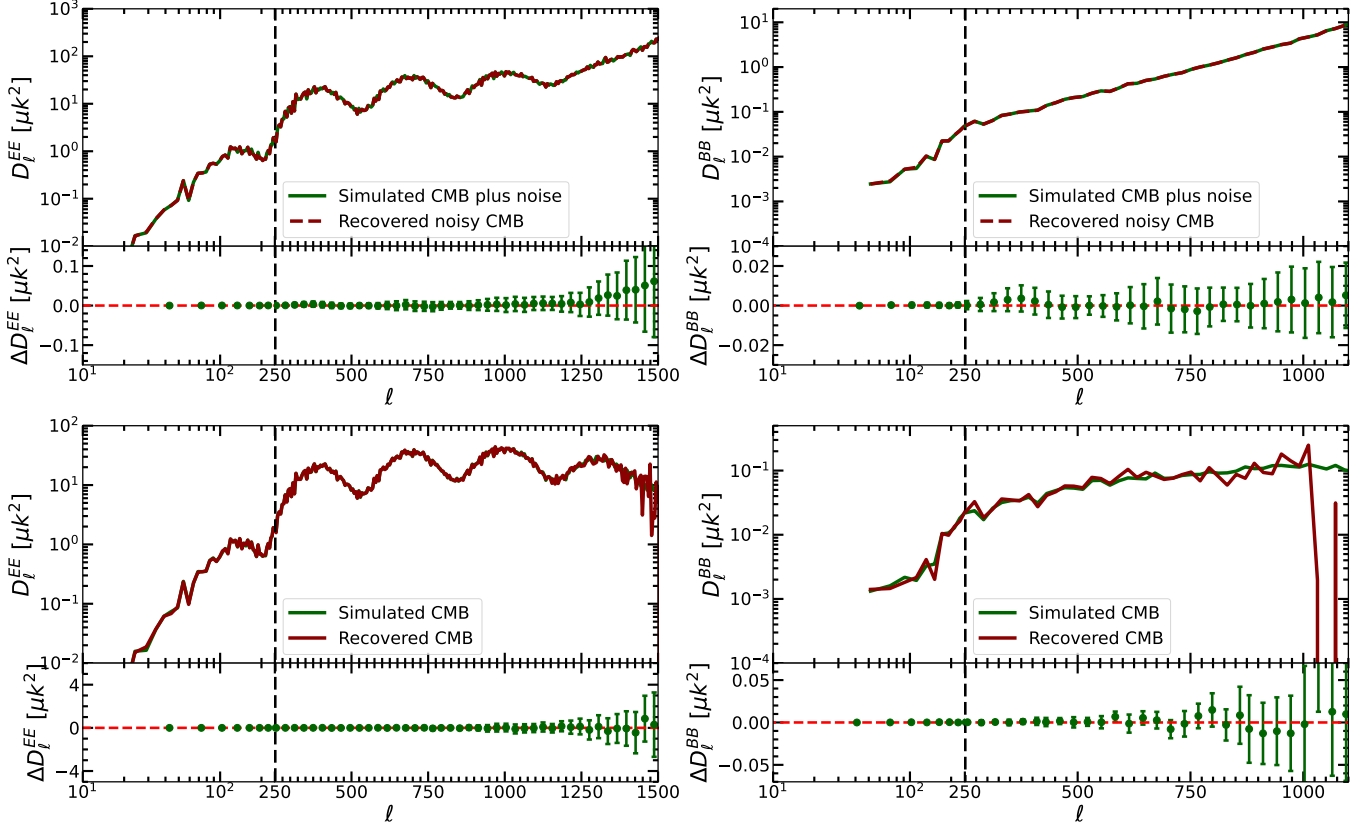 10³
10²
10¹
10⁰
10⁻¹
10⁻²
D_ℓ^EE [μk²]
Simulated CMB plus noise
Recovered noisy CMB
0.1
0.0
−0.1
ΔD_ℓ^EE [μk²]
10¹ 10² 250 500 750 1000 1250 1500
ℓ
10¹
10⁰
10⁻¹
10⁻²
10⁻³
10⁻⁴
D_ℓ^BB [μk²]
Simulated CMB plus noise
Recovered noisy CMB
0.02
0.00
−0.02
ΔD_ℓ^BB [μk²]
10¹ 10² 250 500 750 1000
ℓ
10²
10¹
10⁰
10⁻¹
10⁻²
D_ℓ^EE [μk²]
Simulated CMB
Recovered CMB
4
0
−4
ΔD_ℓ^EE [μk²]
10¹ 10² 250 500 750 1000 1250 1500
ℓ
10⁻¹
10⁻²
10⁻³
10⁻⁴
D_ℓ^BB [μk²]
Simulated CMB
Recovered CMB
0.05
0.00
−0.05
ΔD_ℓ^BB [μk²]
10¹ 10² 250 500 750 1000
ℓ